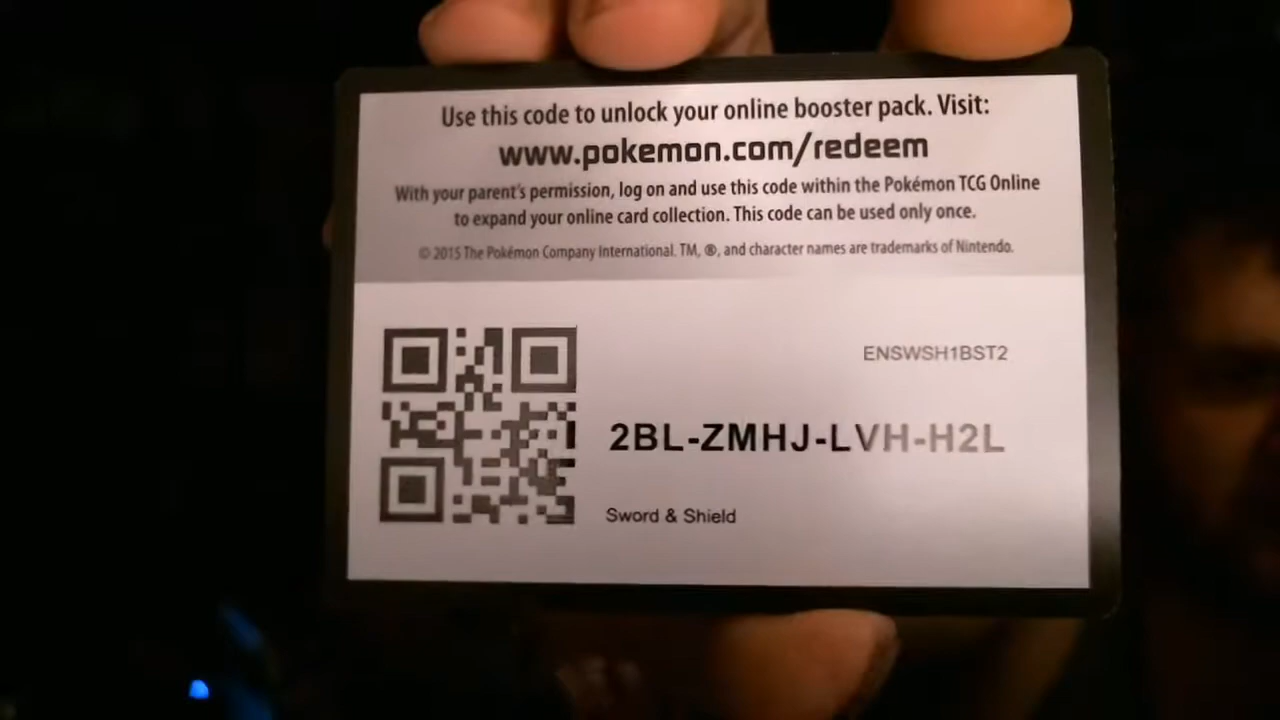 Use this code to unlock your online booster pack. Visit:
www.pokemon.com/redeem
With your parent's permission, log on and use this code within the Pokémon TCG Online
to expand your online card collection. This code can be used only once.
© 2015 The Pokémon Company International. TM, ®, and character names are trademarks of Nintendo.
ENSWSH1BST2
2BL-ZMHJ-LVH-H2L
Sword & Shield